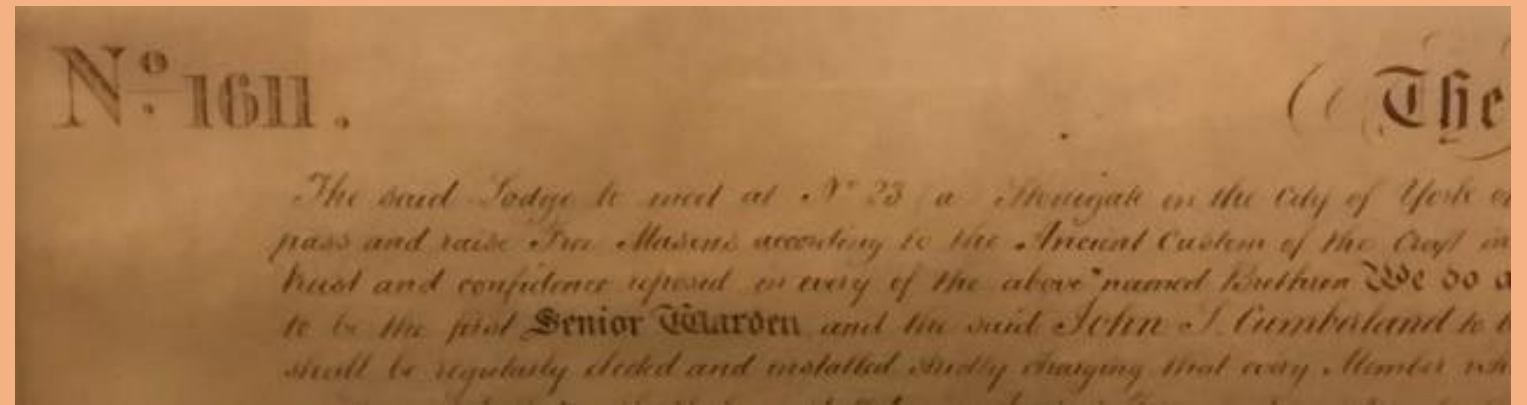 No. 1611.
The
The said Lodge to meet at No 23 a Stonegate in the City of York
pass and raise Free Masons according to the Ancient Custom of the Craft in
trust and confidence reposed in every of the above named Brethren We do
to be the first Senior Warden and the said John S. Cumberland to
shall be regularly elected and installed strictly charging that every Member